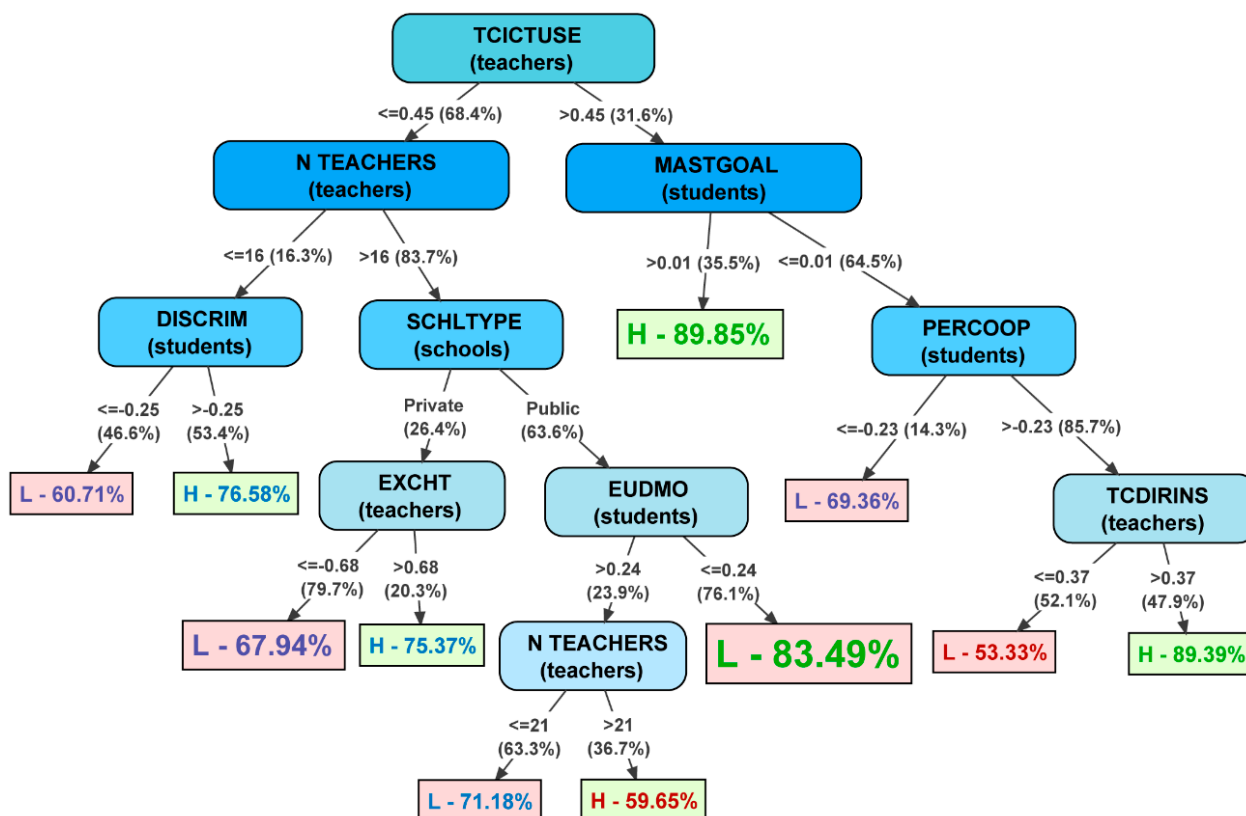 TCICTUSE
(teachers)
<=0.45 (68.4%)
>0.45 (31.6%)
N TEACHERS
(teachers)
MASTGOAL
(students)
<=16 (16.3%)
>16 (83.7%)
>0.01 (35.5%)
<=0.01 (64.5%)
DISCRIM
(students)
SCHLTYPE
(schools)
H - 89.85%
PERCOOP
(students)
<=-0.25
(46.6%)
>-0.25
(53.4%)
Private
(26.4%)
Public
(63.6%)
<=-0.23 (14.3%)
>-0.23 (85.7%)
L - 60.71%
H - 76.58%
EXCHT
(teachers)
EUDMO
(students)
L - 69.36%
TCDIRINS
(teachers)
<=-0.68
(79.7%)
>0.68
(20.3%)
>0.24
(23.9%)
<=0.24
(76.1%)
<=0.37
(52.1%)
>0.37
(47.9%)
L - 67.94%
H - 75.37%
N TEACHERS
(teachers)
L - 83.49%
L - 53.33%
H - 89.39%
<=21
(63.3%)
>21
(36.7%)
L - 71.18%
H - 59.65%